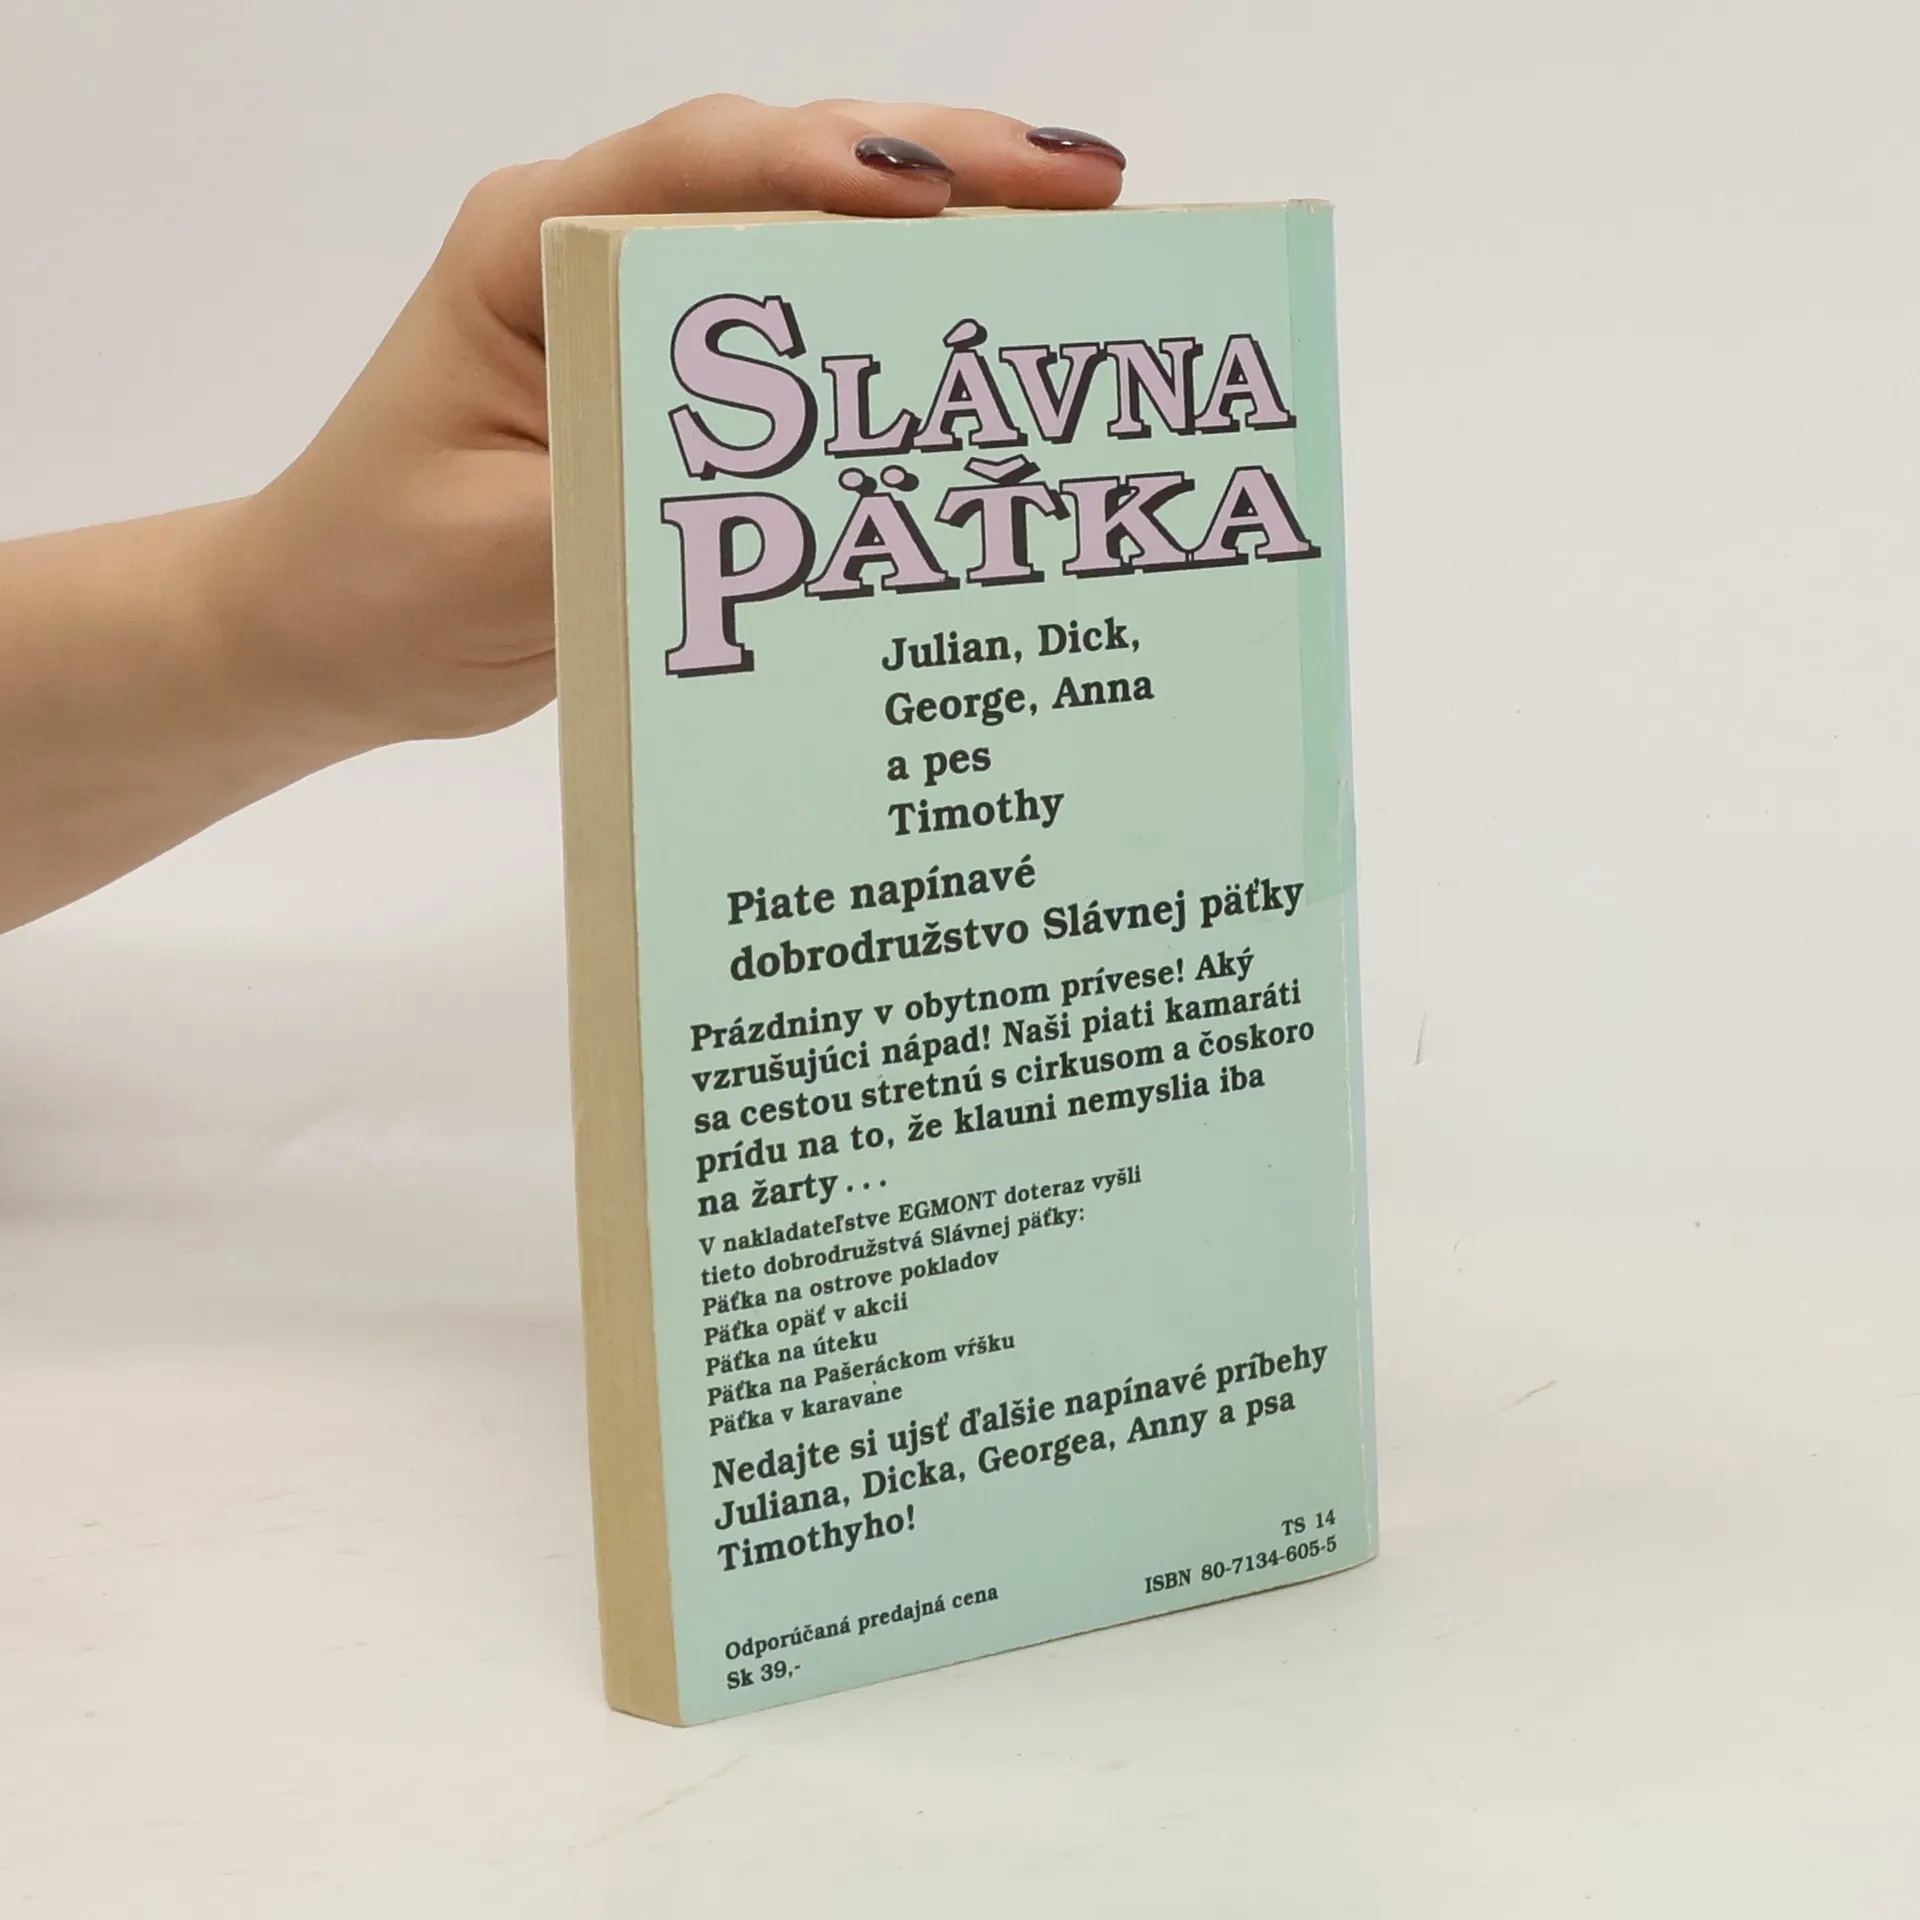 SLÁVNA
PÄŤKA
Julian, Dick,
George, Anna
a pes
Timothy
Piate napínavé
dobrodružstvo Slávnej päťky
Prázdniny v obytnom prívese! Aký
vzrušujúci nápad! Naši piati kamaráti
sa cestou stretnú s cirkusom a čoskoro
prídu na to, že klauni nemyslia iba
na žarty...
V nakladateľstve EGMONT doteraz vyšli
tieto dobrodružstvá Slávnej päťky:
Päťka na ostrove pokladov
Päťka opäť v akcii
Päťka na úteku
Päťka na Pašeráckom vŕšku
Päťka v karaváne
Nedajte si ujsť ďalšie napínavé príbehy
Juliana, Dicka, Georgea, Anny a psa
Timothyho!
TS 14
ISBN 80-7134-605-5
Odporúčaná predajná cena
Sk 39,-